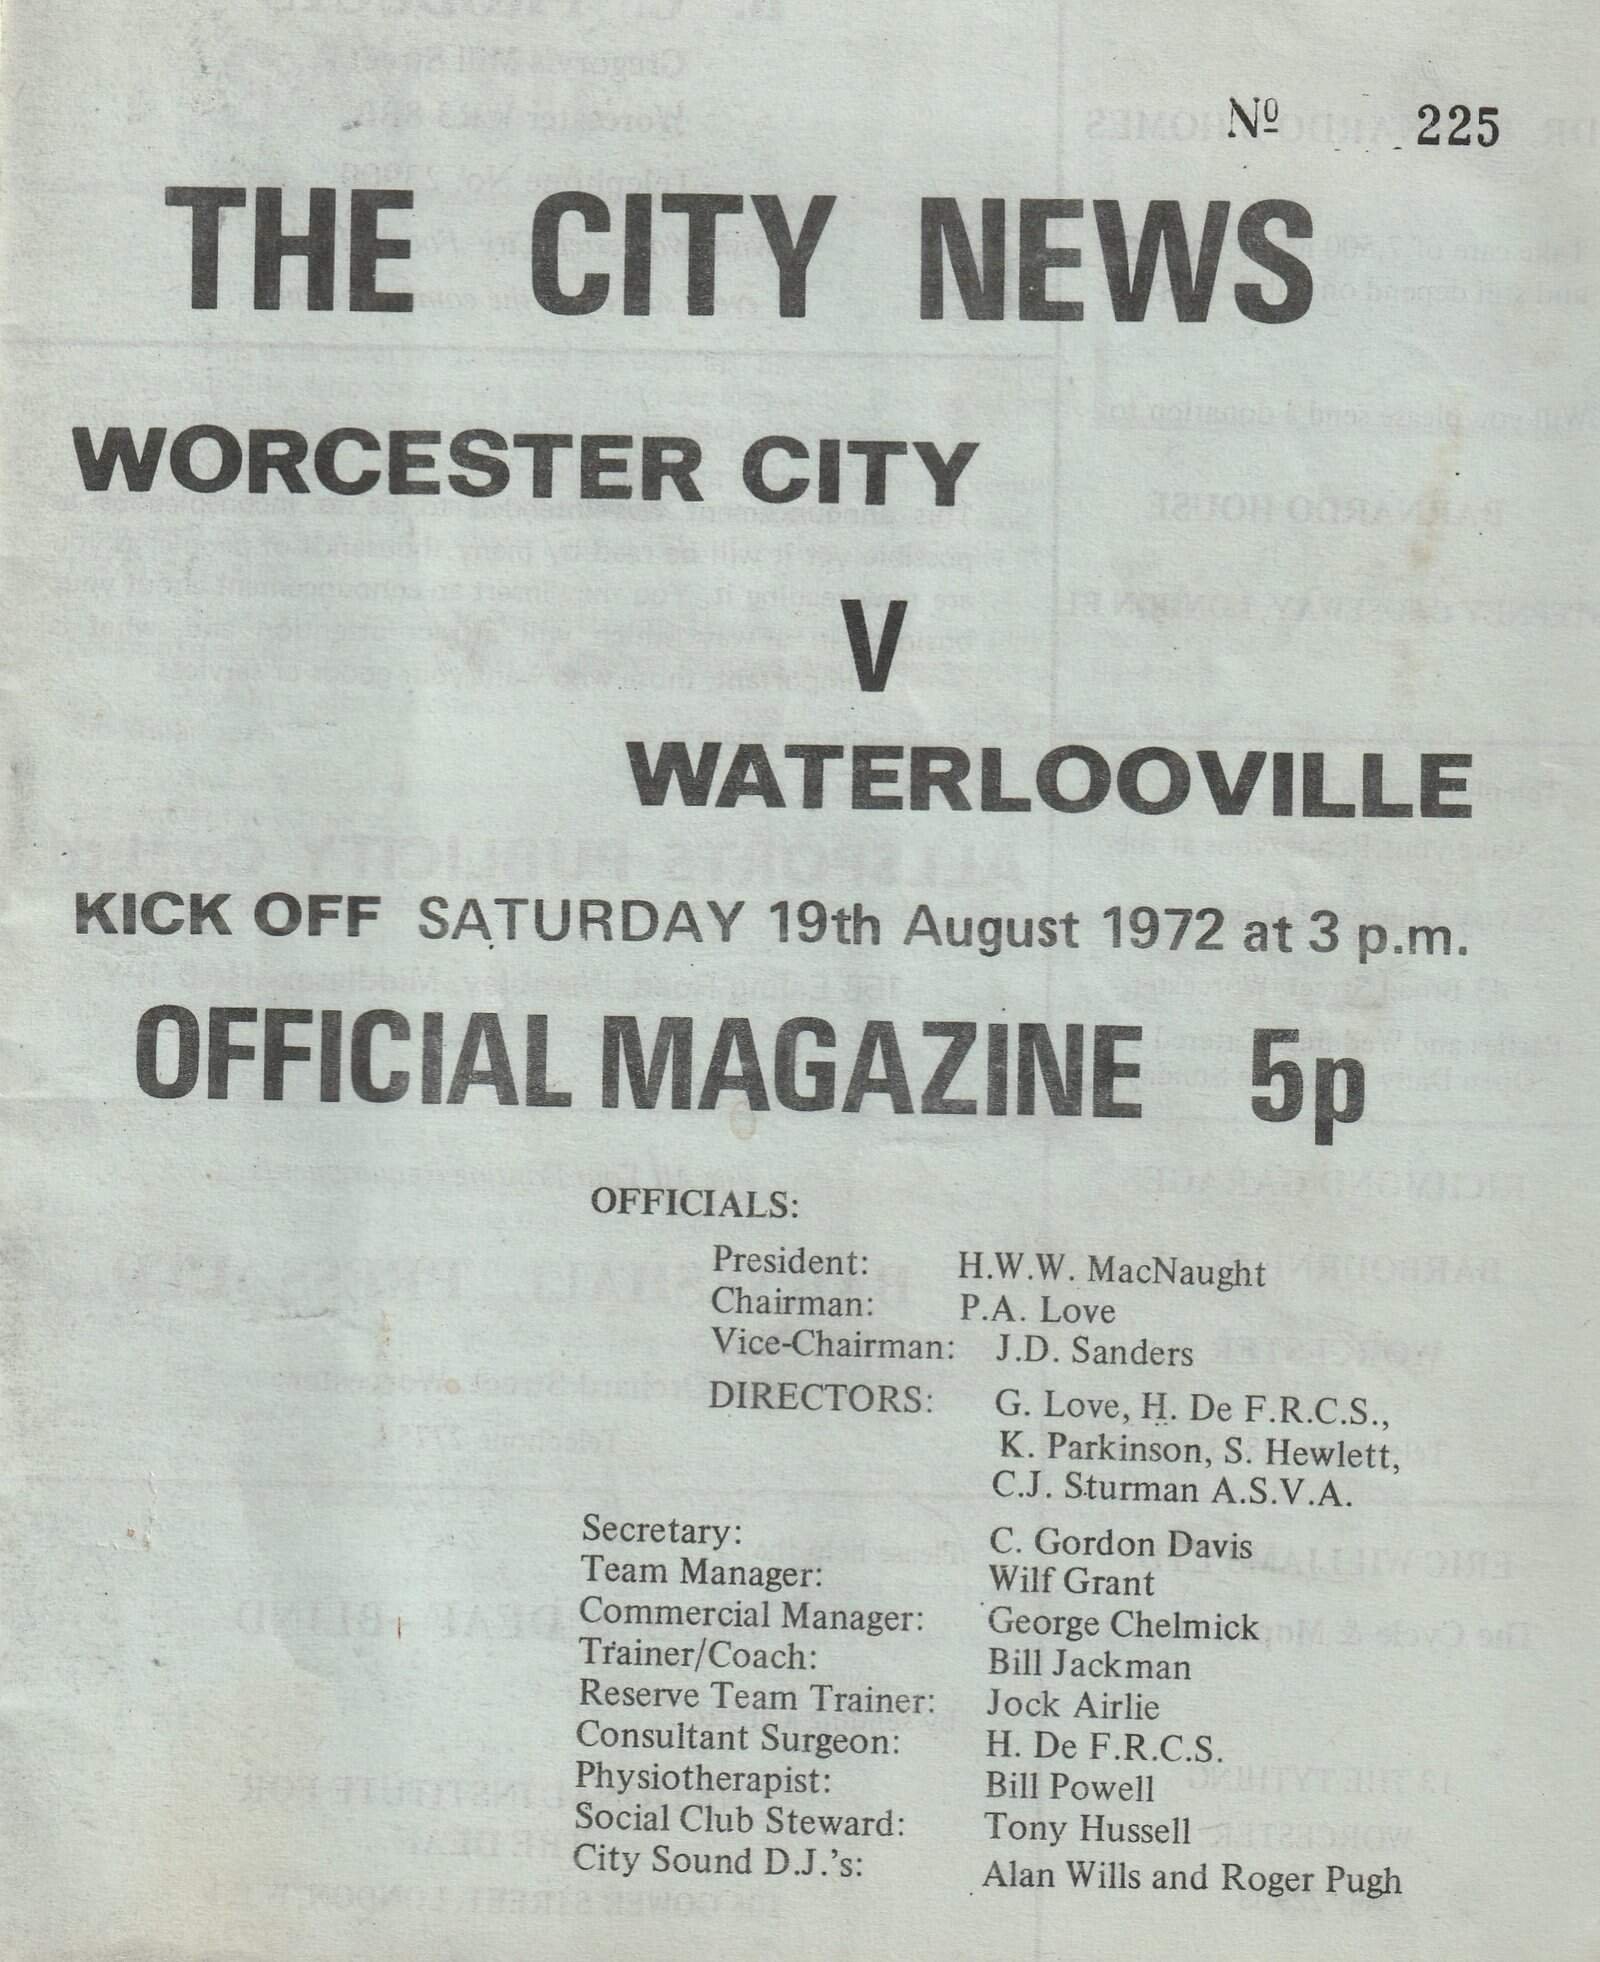 Nº 225
THE CITY NEWS
WORCESTER CITY
V
WATERLOOVILLE
KICK OFF SATURDAY 19th August 1972 at 3 p.m.
OFFICIAL MAGAZINE 5p
OFFICIALS:
President: H.W.W. MacNaught
Chairman: P.A. Love
Vice-Chairman: J.D. Sanders
DIRECTORS: G. Love, H. De F.R.C.S.,
K. Parkinson, S. Hewlett,
C.J. Sturman A.S.V.A.
Secretary: C. Gordon Davis
Team Manager: Wilf Grant
Commercial Manager: George Chelmick
Trainer/Coach: Bill Jackman
Reserve Team Trainer: Jock Airlie
Consultant Surgeon: H. De F.R.C.S.
Physiotherapist: Bill Powell
Social Club Steward: Tony Hussell
City Sound D.J.'s: Alan Wills and Roger Pugh